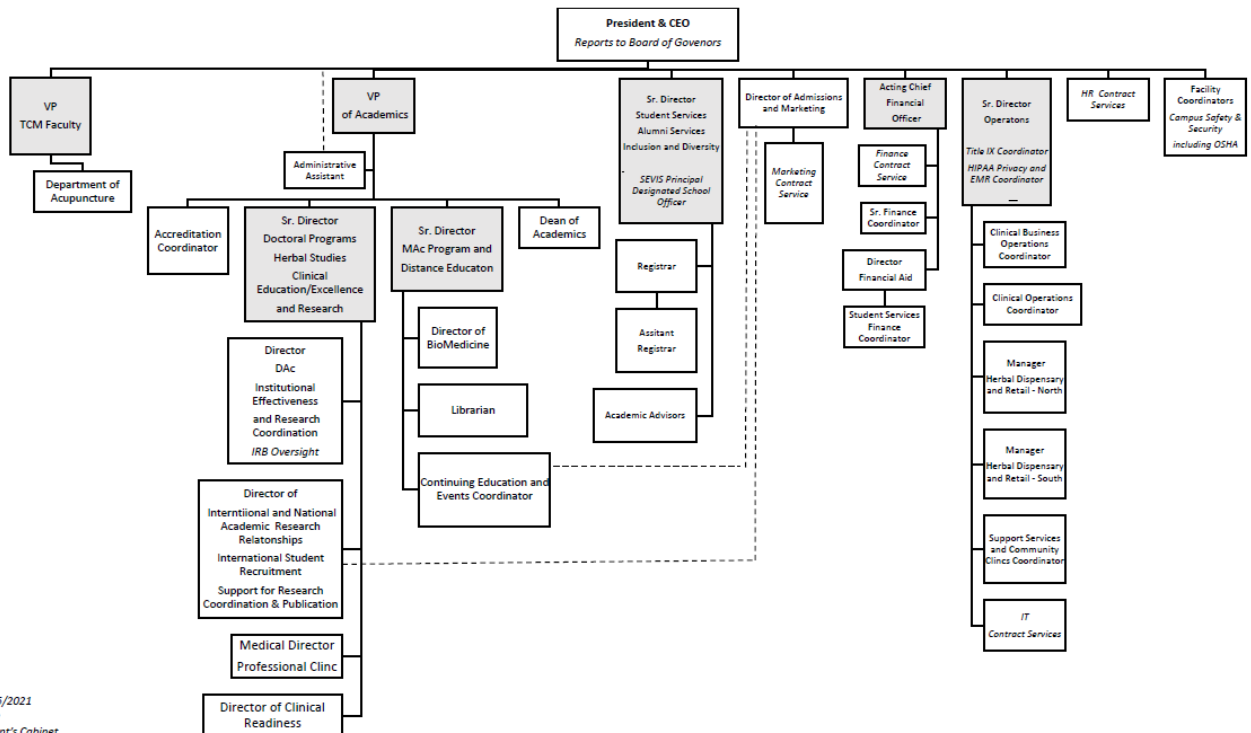 President & CEO
Reports to Board of Govenors
VP
TCM Faculty
Department of
Acupuncture
VP
of Academics
Administrative
Assistant
Accreditation
Coordinator
Sr. Director
Doctoral Programs
Herbal Studies
Clinical
Education/Excellence
and Research
Director
DAc
Institutional
Effectiveness
and Research
Coordination
IRB Oversight
Director of
Interntiional and National
Academic Research
Relatonships
International Student
Recruitment
Support for Research
Coordination & Publication
Medical Director
Professional Clinc
Director of Clinical
Readiness
Sr. Director
MAc Program and
Distance Educaton
Director of
BioMedicine
Librarian
Continuing Education and
Events Coordinator
Dean of
Academics
Sr. Director
Student Services
Alumni Services
Inclusion and Diversity
SEVIS Principal
Designated School
Officer
Registrar
Assitant
Registrar
Academic Advisors
Director of Admissions
and Marketing
Marketing
Contract
Service
Acting Chief
Financial
Officer
Finance
Contract
Service
Sr. Finance
Coordinator
Director
Financial Aid
Student Services
Finance
Coordinator
Sr. Director
Operatons
Title IX Coordinator
HIPAA Privacy and
EMR Coordinator
Clinical Business
Operations
Coordinator
Clinical Operations
Coordinator
Manager
Herbal Dispensary
and Retail - North
Manager
Herbal Dispensary
and Retail - South
Support Services
and Community
Clincs Coordinator
IT
Contract Services
HR Contract
Services
Facility
Coordinators
Campus Safety &
Security
including OSHA
/2021
Cabinet